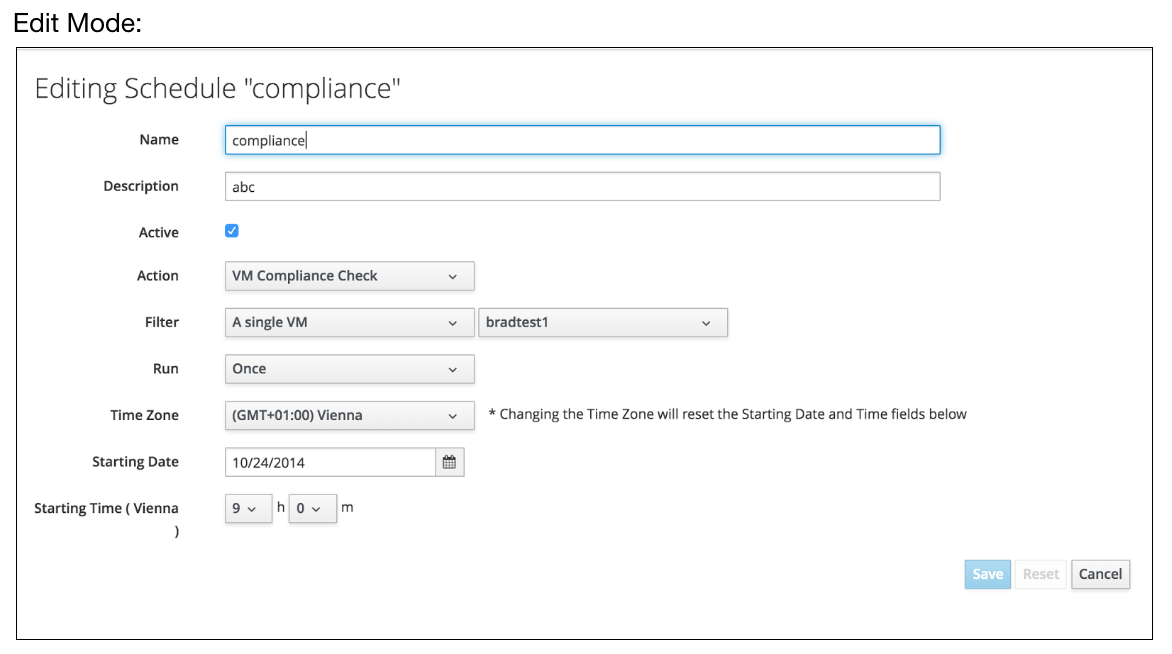 Edit Mode:
Editing Schedule "compliance"
Name compliance
Description abc
Active
Action VM Compliance Check
Filter A single VM bradtest1
Run Once
Time Zone (GMT+01:00) Vienna * Changing the Time Zone will reset the Starting Date and Time fields below
Starting Date 10/24/2014
Starting Time ( Vienna 9 h 0 m
)
Save Reset Cancel